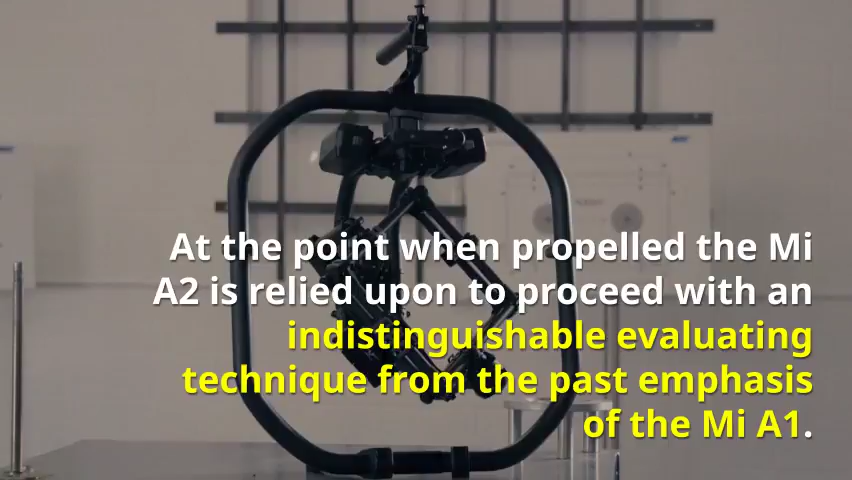 At the point when propelled the Mi
A2 is relied upon to proceed with an
indistinguishable evaluating
technique from the past emphasis
of the Mi A1.